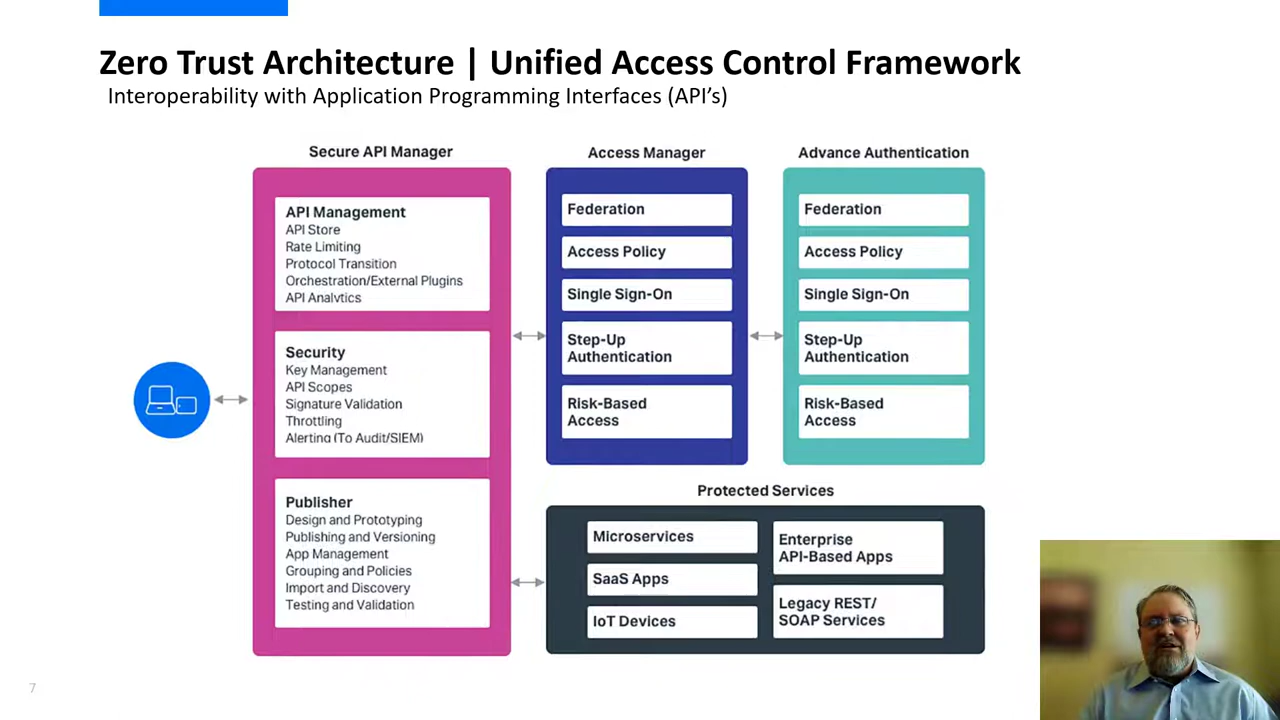 Zero Trust Architecture | Unified Access Control Framework
Interoperability with Application Programming Interfaces (API's)
Secure API Manager
API Management
API Store
Rate Limiting
Protocol Transition
Orchestration/External Plugins
API Analytics
Security
Key Management
API Scopes
Signature Validation
Throttling
Alerting (To Audit/SIEM)
Publisher
Design and Prototyping
Publishing and Versioning
App Management
Grouping and Policies
Import and Discovery
Testing and Validation
Access Manager
Federation
Access Policy
Single Sign-On
Step-Up
Authentication
Risk-Based
Access
Advance Authentication
Federation
Access Policy
Single Sign-On
Step-Up
Authentication
Risk-Based
Access
Protected Services
Microservices
SaaS Apps
IoT Devices
Enterprise
API-Based Apps
Legacy REST/
SOAP Services
7